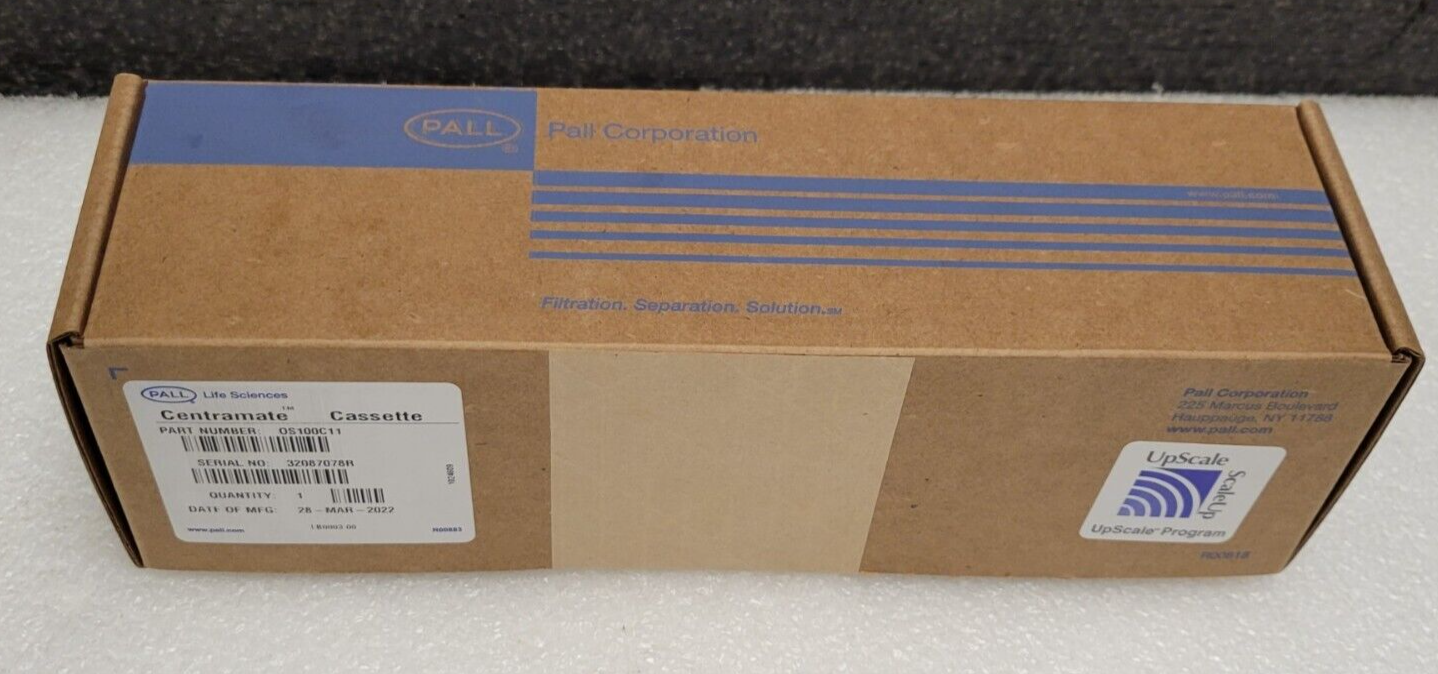 PALL
®
Pall Corporation
www.pall.com
Filtration. Separation. Solution.SM
PALL Life Sciences
Centramate™ Cassette
PART NUMBER: OS100C11
SERIAL NO: 32087078R
QUANTITY: 1
DATE OF MFG: 28-MAR-2022
www.pall.com
N00883
Pall Corporation
225 Marcus Boulevard
Hauppauge, NY 11788
www.pall.com
UpScale
ScaleUp
UpScale™ Program